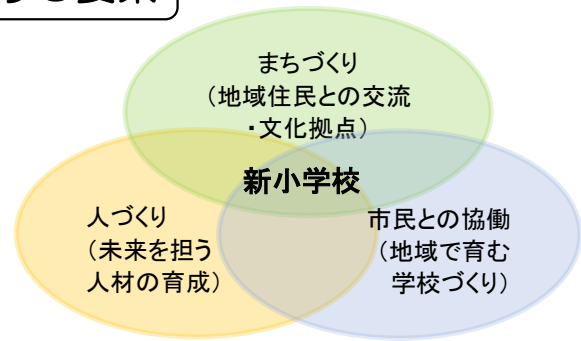 まちづくり
（地域住民との交流
・文化拠点）
新小学校
人づくり
（未来を担う
人材の育成）
市民との協働
（地域で育む
学校づくり）